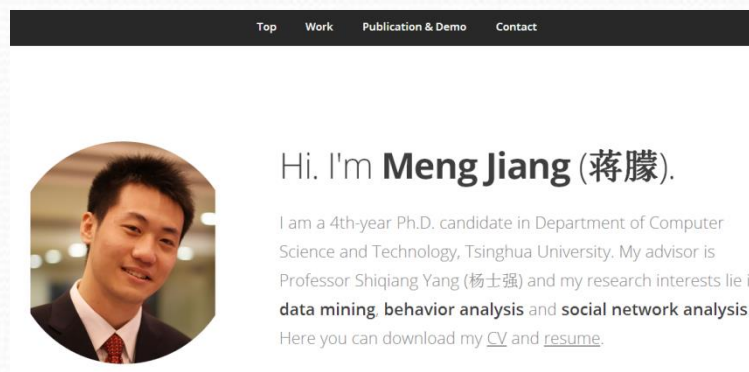 Top Work Publication & Demo Contact
Hi. I'm Meng Jiang (蒋朦).
I am a 4th-year Ph.D. candidate in Department of Computer
Science and Technology, Tsinghua University. My advisor is
Professor Shiqiang Yang (杨士强) and my research interests lie i
data mining, behavior analysis and social network analysis
Here you can download my CV and resume.